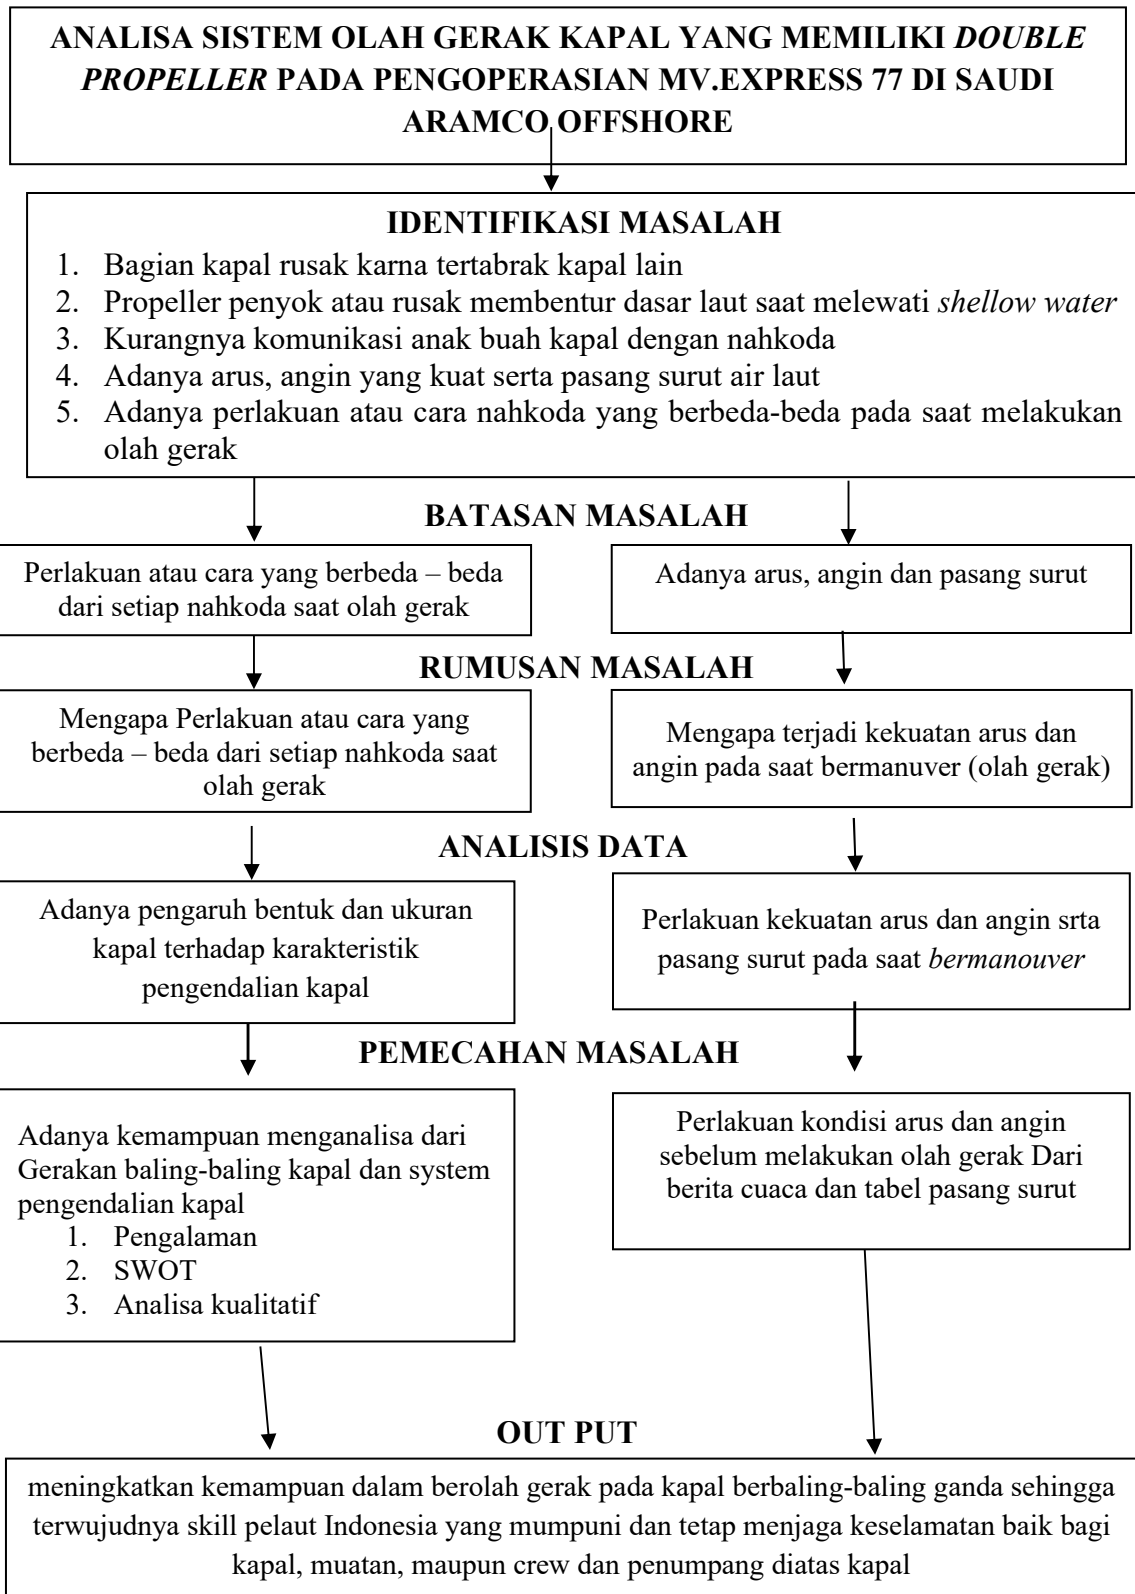 ANALISA SISTEM OLAH GERAK KAPAL YANG MEMILIKI DOUBLE
PROPELLER PADA PENGOPERASIAN MV.EXPRESS 77 DI SAUDI
ARAMCO OFFSHORE
IDENTIFIKASI MASALAH
1. Bagian kapal rusak karna tertabrak kapal lain
2. Propeller penyok atau rusak membentur dasar laut saat melewati shellow water
3. Kurangnya komunikasi anak buah kapal dengan nahkoda
4. Adanya arus, angin yang kuat serta pasang surut air laut
5. Adanya perlakuan atau cara nahkoda yang berbeda-beda pada saat melakukan
olah gerak
BATASAN MASALAH
Perlakuan atau cara yang berbeda – beda
dari setiap nahkoda saat olah gerak
Adanya arus, angin dan pasang surut
RUMUSAN MASALAH
Mengapa Perlakuan atau cara yang
berbeda – beda dari setiap nahkoda saat
olah gerak
Mengapa terjadi kekuatan arus dan
angin pada saat bermanuver (olah gerak)
ANALISIS DATA
Adanya pengaruh bentuk dan ukuran
kapal terhadap karakteristik
pengendalian kapal
Perlakuan kekuatan arus dan angin srta
pasang surut pada saat bermanouver
PEMECAHAN MASALAH
Adanya kemampuan menganalisa dari
Gerakan baling-baling kapal dan system
pengendalian kapal
1. Pengalaman
2. SWOT
3. Analisa kualitatif
Perlakuan kondisi arus dan angin
sebelum melakukan olah gerak Dari
berita cuaca dan tabel pasang surut
OUT PUT
meningkatkan kemampuan dalam berolah gerak pada kapal berbaling-baling ganda sehingga
terwujudnya skill pelaut Indonesia yang mumpuni dan tetap menjaga keselamatan baik bagi
kapal, muatan, maupun crew dan penumpang diatas kapal